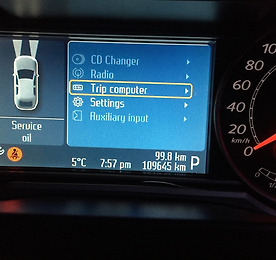 CD Changer
Radio
Trip computer
Settings
Auxiliary input
Service
oil
99.8 km
5°C 7:57 pm 109645 km P
100
80
60
40
20
0
km/h